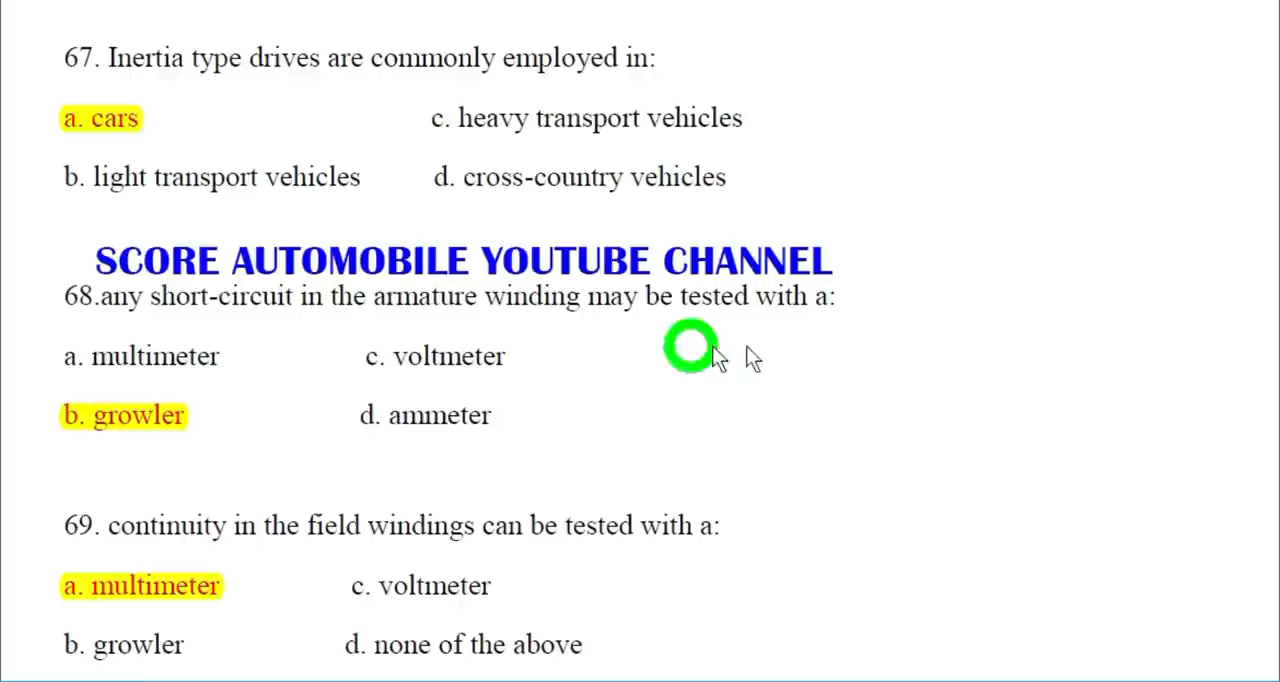 67. Inertia type drives are commonly employed in:
a. cars c. heavy transport vehicles
b. light transport vehicles d. cross-country vehicles
SCORE AUTOMOBILE YOUTUBE CHANNEL
68.any short-circuit in the armature winding may be tested with a:
a. multimeter c. voltmeter
b. growler d. ammeter
69. continuity in the field windings can be tested with a:
a. multimeter c. voltmeter
b. growler d. none of the above